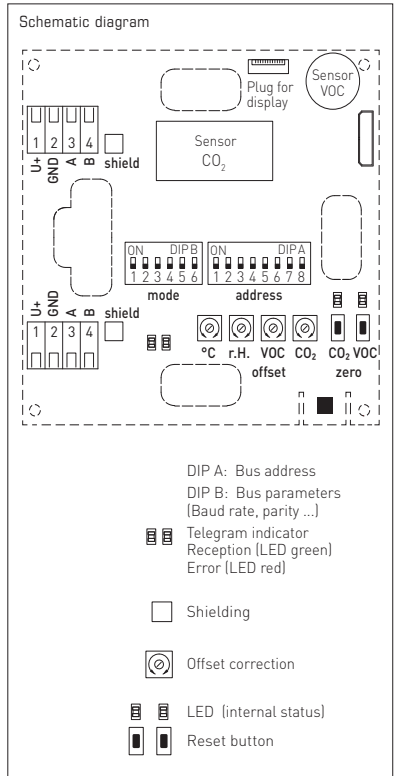 Schematic diagram
Plug for
display
Sensor
VOC
Sensor
CO₂
1 2 3 4
U+ GND A B shield
ON DIP B
1 2 3 4 5 6
mode
ON DIP A
1 2 3 4 5 6 7 8
address
U+ GND A B shield
1 2 3 4
°C r.H. VOC CO₂
offset
CO₂ VOC
zero
DIP A: Bus address
DIP B: Bus parameters
(Baud rate, parity ...)
Telegram indicator
Reception (LED green)
Error (LED red)
Shielding
Offset correction
LED (internal status)
Reset button